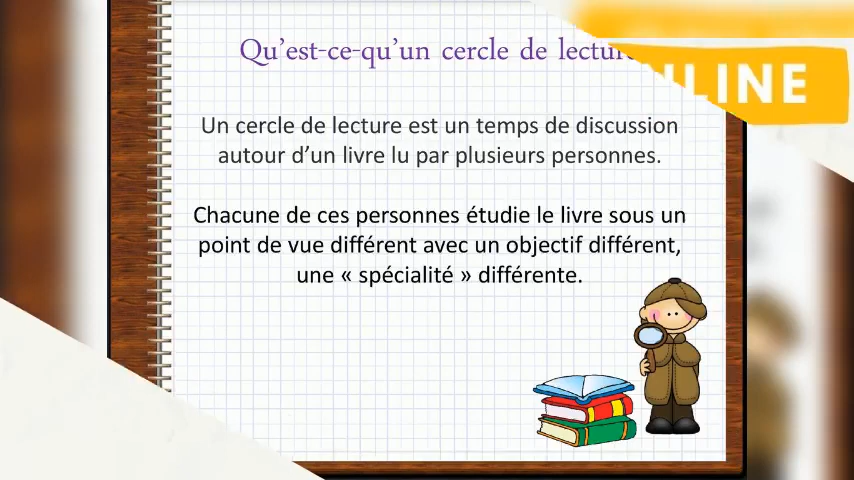 Qu'est-ce-qu'un cercle de lecture
NLINE
Un cercle de lecture est un temps de discussion
autour d'un livre lu par plusieurs personnes.
Chacune de ces personnes étudie le livre sous un
point de vue différent avec un objectif différent,
une « spécialité » différente.